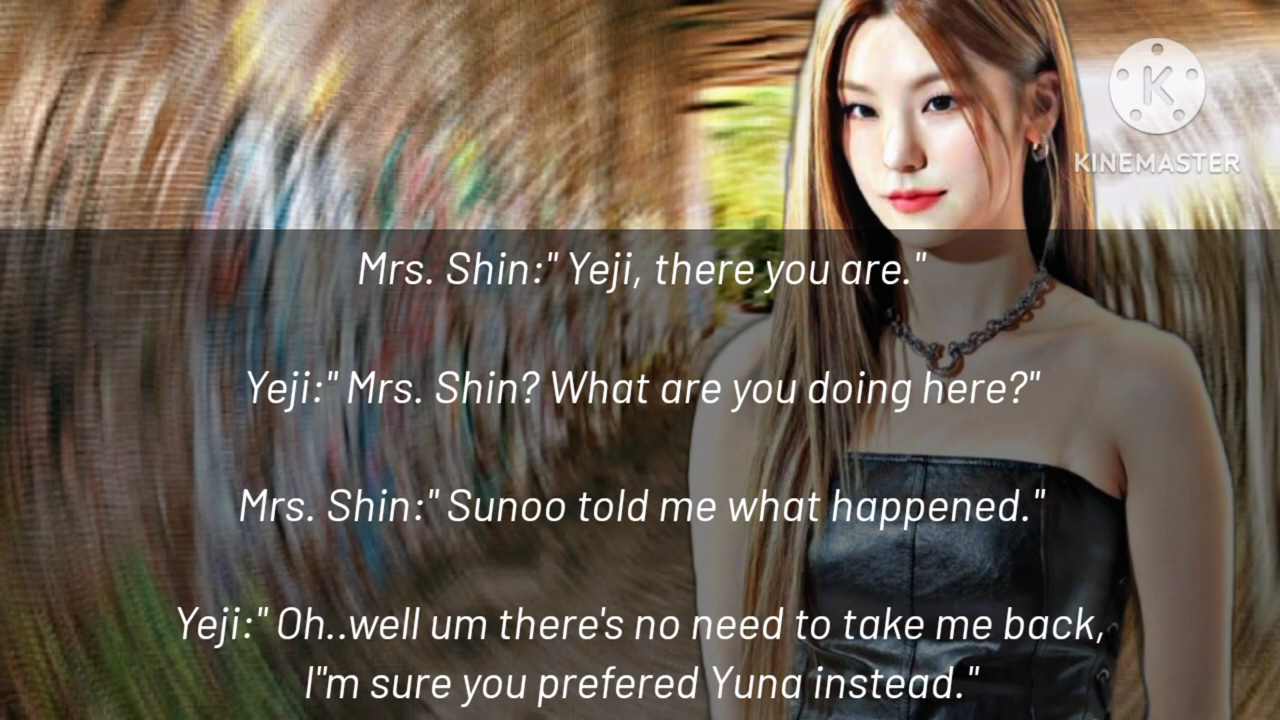 KINEMASTER
Mrs. Shin:" Yeji, there you are."
Yeji:" Mrs. Shin? What are you doing here?"
Mrs. Shin:" Sunoo told me what happened."
Yeji:" Oh..well um there's no need to take me back,
I"m sure you prefered Yuna instead."